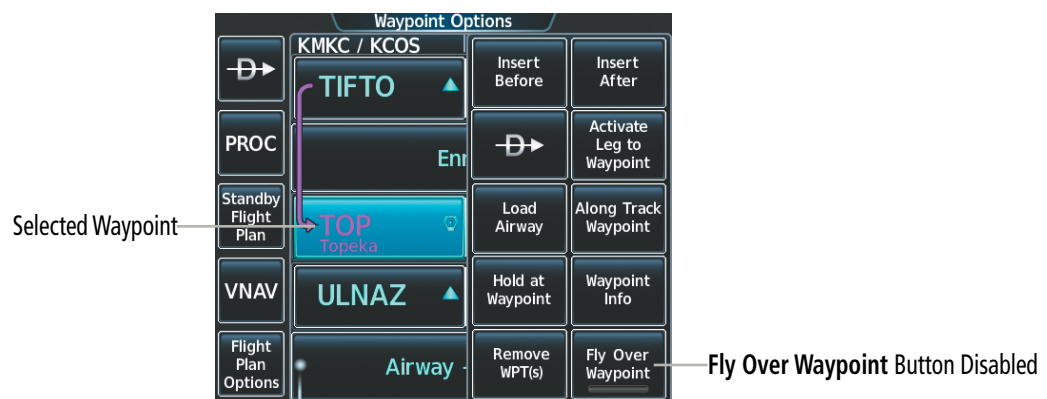 Waypoint Options
KMKC / KCOS
TIFTO
Enr
TOP
Topeka
ULNAZ
Airway -
D
PROC
Standby
Flight
Plan
VNAV
Flight
Plan
Options
Insert
Before
Insert
After
D
Activate
Leg to
Waypoint
Load
Airway
Along Track
Waypoint
Hold at
Waypoint
Waypoint
Info
Remove
WPT(s)
Fly Over
Waypoint
Selected Waypoint
Fly Over Waypoint Button Disabled